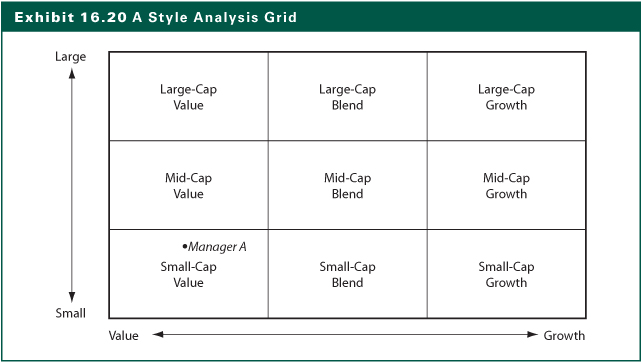 Exhibit 16.20 A Style Analysis Grid
Large
Large-Cap
Value
Large-Cap
Blend
Large-Cap
Growth
Mid-Cap
Value
Mid-Cap
Blend
Mid-Cap
Growth
•Manager A
Small-Cap
Value
Small-Cap
Blend
Small-Cap
Growth
Small
Value
Growth